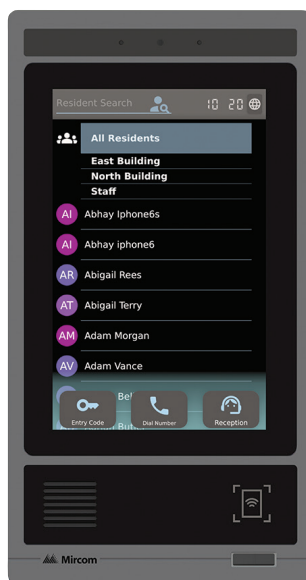 Resident Search 10 20
All Residents
East Building
North Building
Staff
AI Abhay Iphone6s
AI Abhay iphone6
AR Abigail Rees
AT Abigail Terry
AM Adam Morgan
AV Adam Vance
Entry Code Dial Number Reception
Mircom